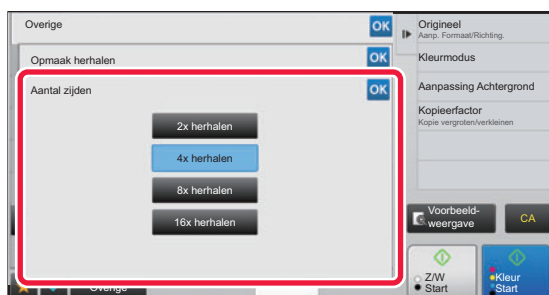 Overige
OK
Opmaak herhalen
OK
Aantal zijden
OK
2x herhalen
4x herhalen
8x herhalen
16x herhalen
Overige
Origineel
Aanp. Formaat/Richting.
Kleurmodus
Aanpassing Achtergrond
Kopieerfactor
Kopie vergroten/verkleinen
Voorbeeld-
weergave
CA
Z/W
Start
Kleur
Start